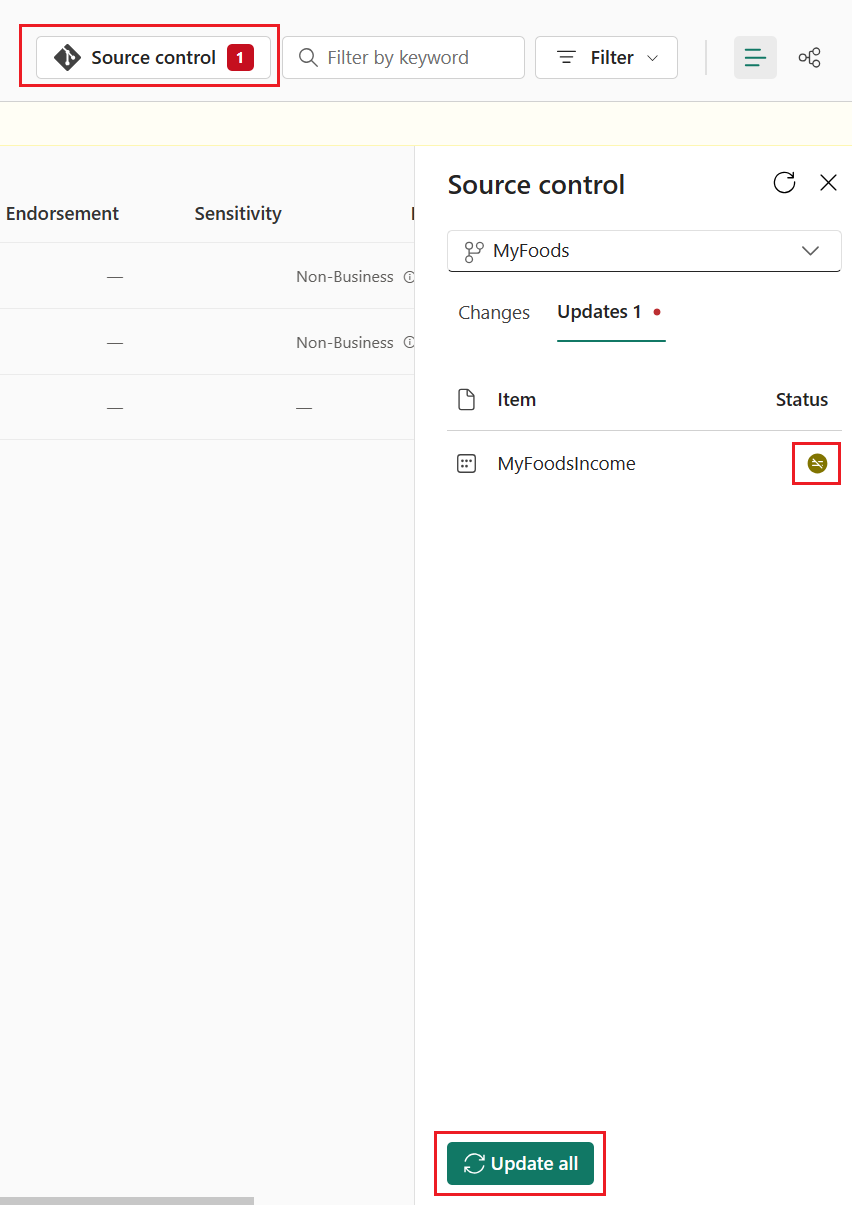 Source control 1
Filter by keyword
Filter
Source control
Endorsement
Sensitivity
MyFoods
— Non-Business
Changes
Updates 1
— Non-Business
Item
Status
— —
MyFoodsIncome
Update all